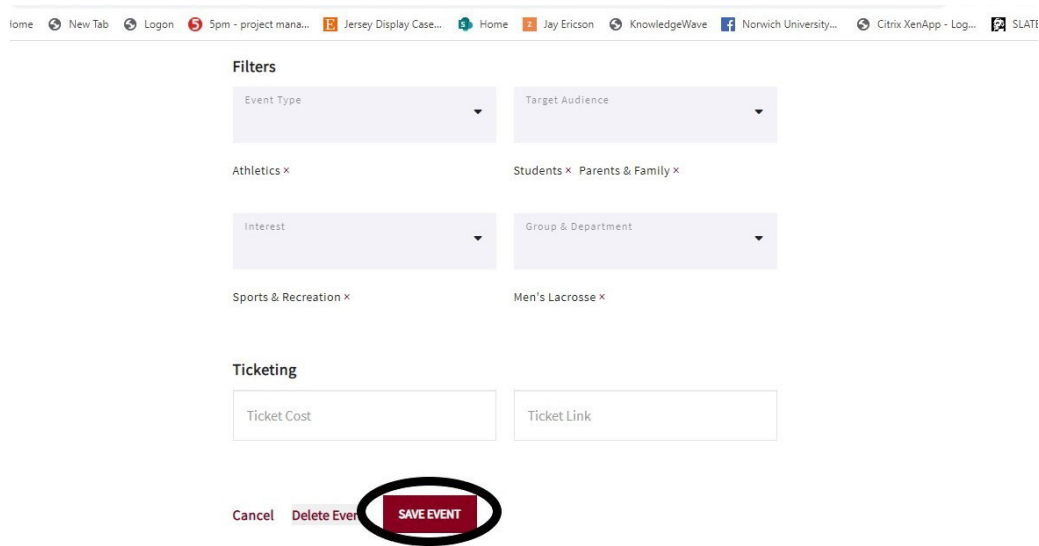 Home New Tab Logon 5pm - project mana... Jersey Display Case... Home Jay Ericson KnowledgeWave Norwich University... Citrix XenApp - Log... SLATE
Filters
Event Type Target Audience
Athletics × Students × Parents & Family ×
Interest Group & Department
Sports & Recreation × Men's Lacrosse ×
Ticketing
Ticket Cost Ticket Link
Cancel Delete Even SAVE EVENT